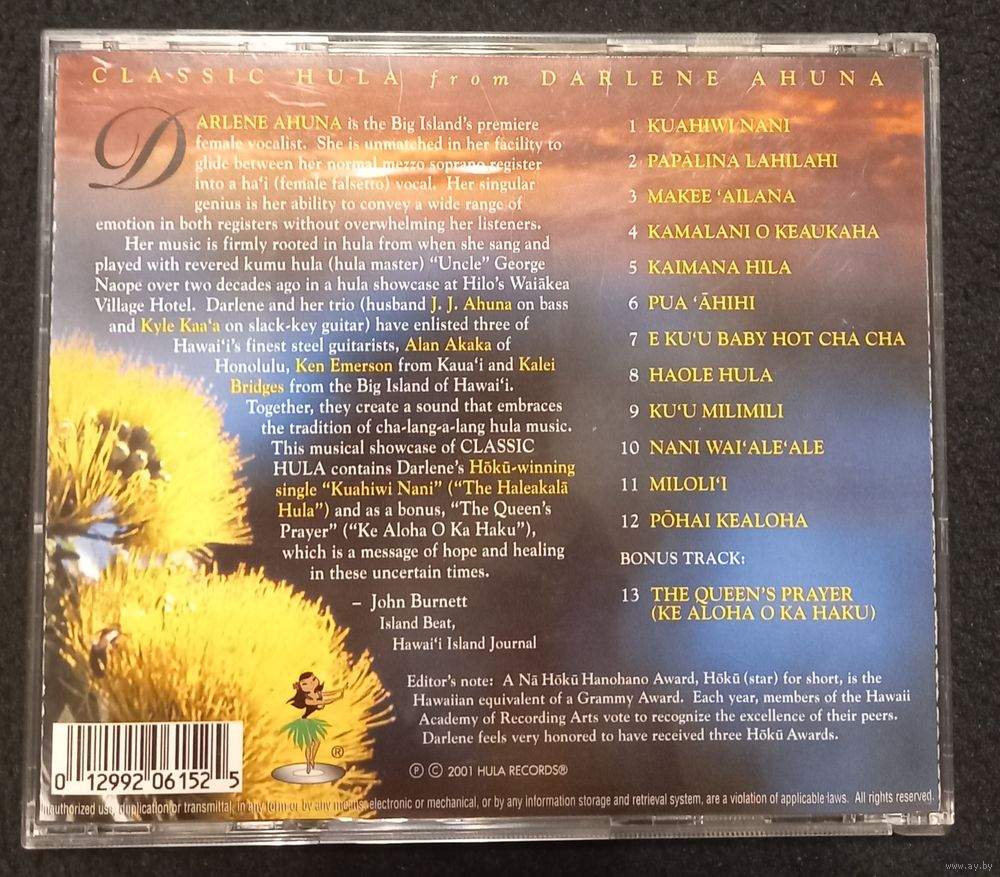 CLASSIC HULA from DARLENE AHUNA
DARLENE AHUNA is the Big Island's premiere
female vocalist. She is unmatched in her facility to
glide between her normal mezzo soprano register
into a ha‘i (female falsetto) vocal. Her singular
genius is her ability to convey a wide range of
emotion in both registers without overwhelming her listeners.
Her music is firmly rooted in hula from when she sang and
played with revered kumu hula (hula master) “Uncle” George
Naope over two decades ago in a hula showcase at Hilo's Waiākea
Village Hotel. Darlene and her trio (husband J. J. Ahuna on bass
and Kyle Kaa‘a on slack-key guitar) have enlisted three of
Hawai‘i's finest steel guitarists, Alan Akaka of
Honolulu, Ken Emerson from Kaua‘i and Kalei
Bridges from the Big Island of Hawai‘i.
Together, they create a sound that embraces
the tradition of cha-lang-a-lang hula music.
This musical showcase of CLASSIC
HULA contains Darlene's Hōkū-winning
single “Kuahiwi Nani” (“The Haleakalā
Hula”) and as a bonus, “The Queen's
Prayer” (“Ke Aloha O Ka Haku”),
which is a message of hope and healing
in these uncertain times.
– John Burnett
Island Beat,
Hawai‘i Island Journal
1 KUAHIWI NANI
2 PAPĀLINA LAHILAHI
3 MAKEE ‘AILANA
4 KAMALANI O KEAUKAHA
5 KAIMANA HILA
6 PUA ‘ĀHIHI
7 E KU‘U BABY HOT CHA CHA
8 HAOLE HULA
9 KU‘U MILIMILI
10 NANI WAI‘ALE‘ALE
11 MILOLI‘I
12 PŌHAI KEALOHA
BONUS TRACK:
13 THE QUEEN'S PRAYER
(KE ALOHA O KA HAKU)
Editor's note: A Nā Hōkū Hanohano Award, Hōkū (star) for short, is the
Hawaiian equivalent of a Grammy Award. Each year, members of the Hawaii
Academy of Recording Arts vote to recognize the excellence of their peers.
Darlene feels very honored to have received three Hōkū Awards.
℗ © 2001 HULA RECORDS®
®
0 12992 06152 5
Unauthorized use, duplication or transmittal, in any form or by any means, electronic or mechanical, or by any information storage and retrieval system, are a violation of applicable laws. All rights reserved.
www.ay.by